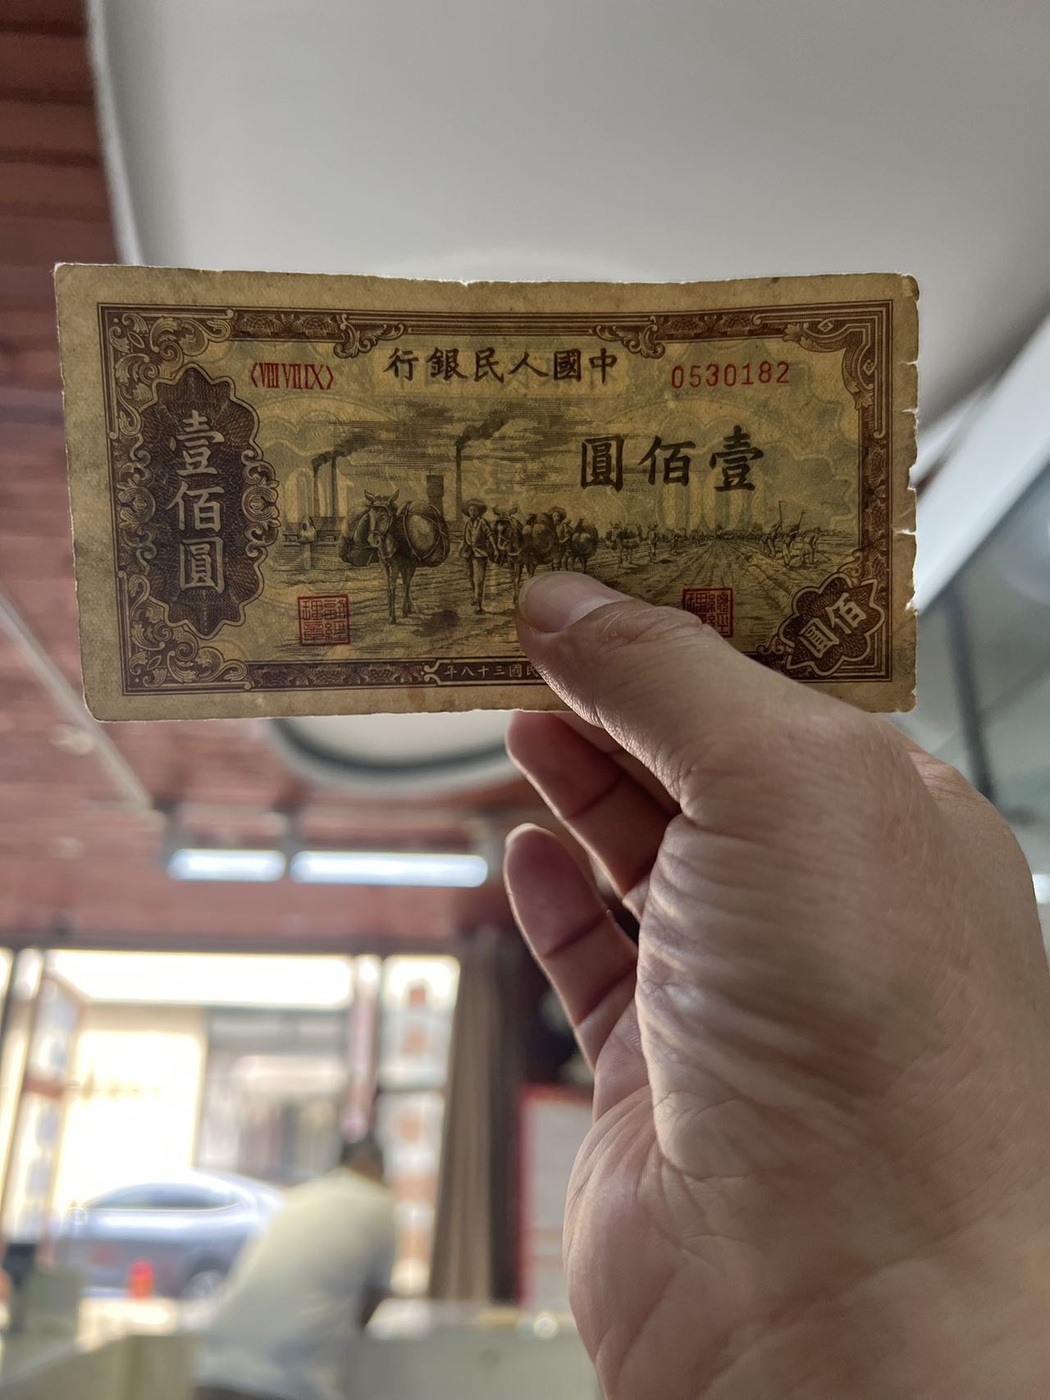 中國人民銀行
〈VIII VII IX〉
0530182
壹佰圓
壹佰圓
佰圓
民國三十八年